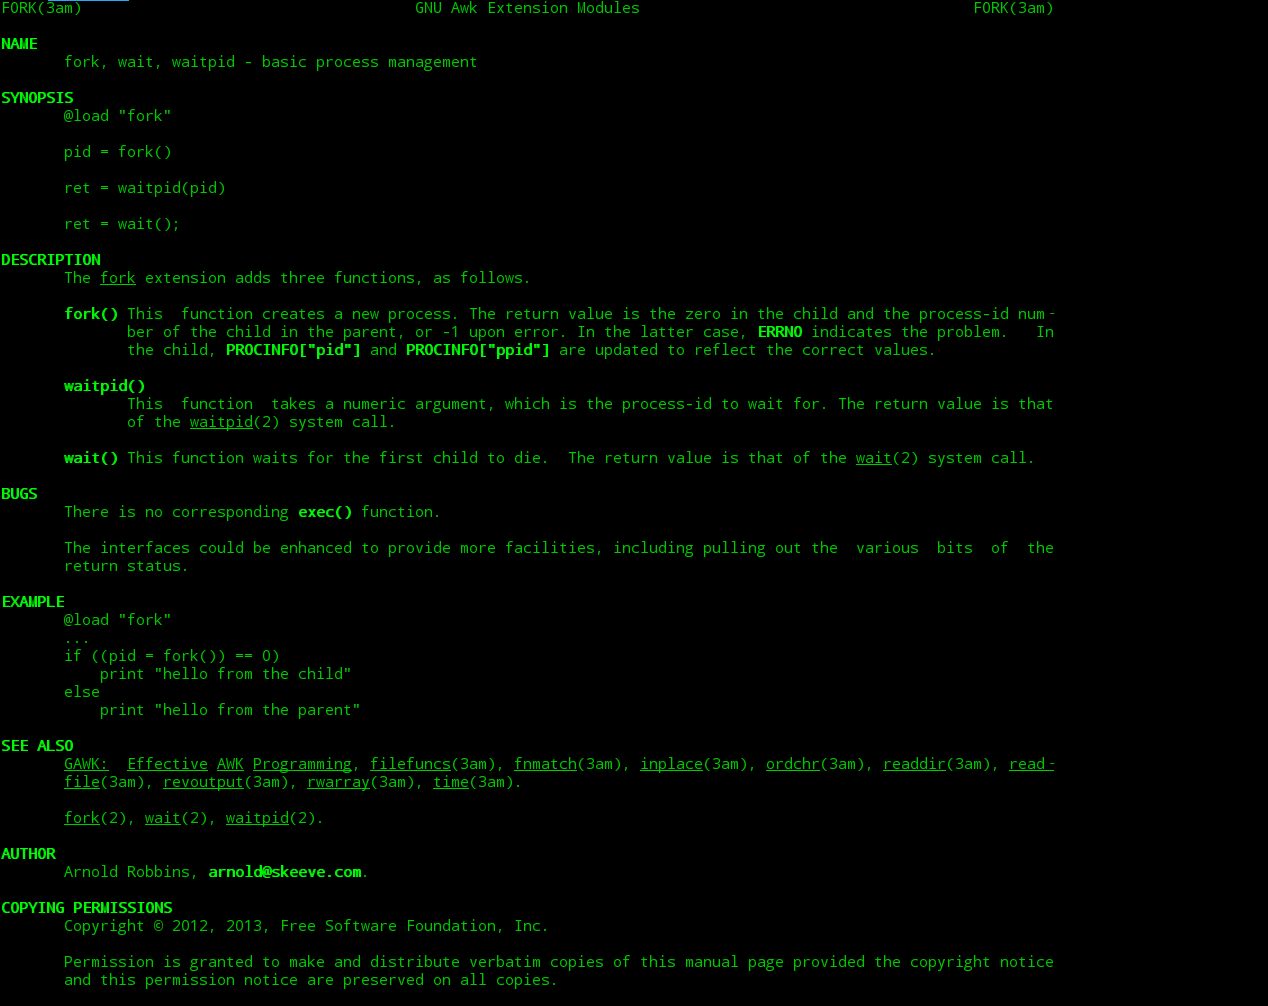 FORK(3am) GNU Awk Extension Modules FORK(3am)
NAME
fork, wait, waitpid - basic process management
SYNOPSIS
@load "fork"
pid = fork()
ret = waitpid(pid)
ret = wait();
DESCRIPTION
The fork extension adds three functions, as follows.
fork() This  function creates a new process. The return value is the zero in the child and the process-id num-
ber of the child in the parent, or -1 upon error. In the latter case, ERRNO indicates the problem.   In
the child, PROCINFO["pid"] and PROCINFO["ppid"] are updated to reflect the correct values.
waitpid()
This  function  takes a numeric argument, which is the process-id to wait for. The return value is that
of the waitpid(2) system call.
wait() This function waits for the first child to die.  The return value is that of the wait(2) system call.
BUGS
There is no corresponding exec() function.
The interfaces could be enhanced to provide more facilities, including pulling out the  various  bits  of  the
return status.
EXAMPLE
@load "fork"
...
if ((pid = fork()) == 0)
    print "hello from the child"
else
    print "hello from the parent"
SEE ALSO
GAWK:  Effective AWK Programming, filefuncs(3am), fnmatch(3am), inplace(3am), ordchr(3am), readdir(3am), read-
file(3am), revoutput(3am), rwarray(3am), time(3am).
fork(2), wait(2), waitpid(2).
AUTHOR
Arnold Robbins, arnold@skeeve.com.
COPYING PERMISSIONS
Copyright © 2012, 2013, Free Software Foundation, Inc.
Permission is granted to make and distribute verbatim copies of this manual page provided the copyright notice
and this permission notice are preserved on all copies.